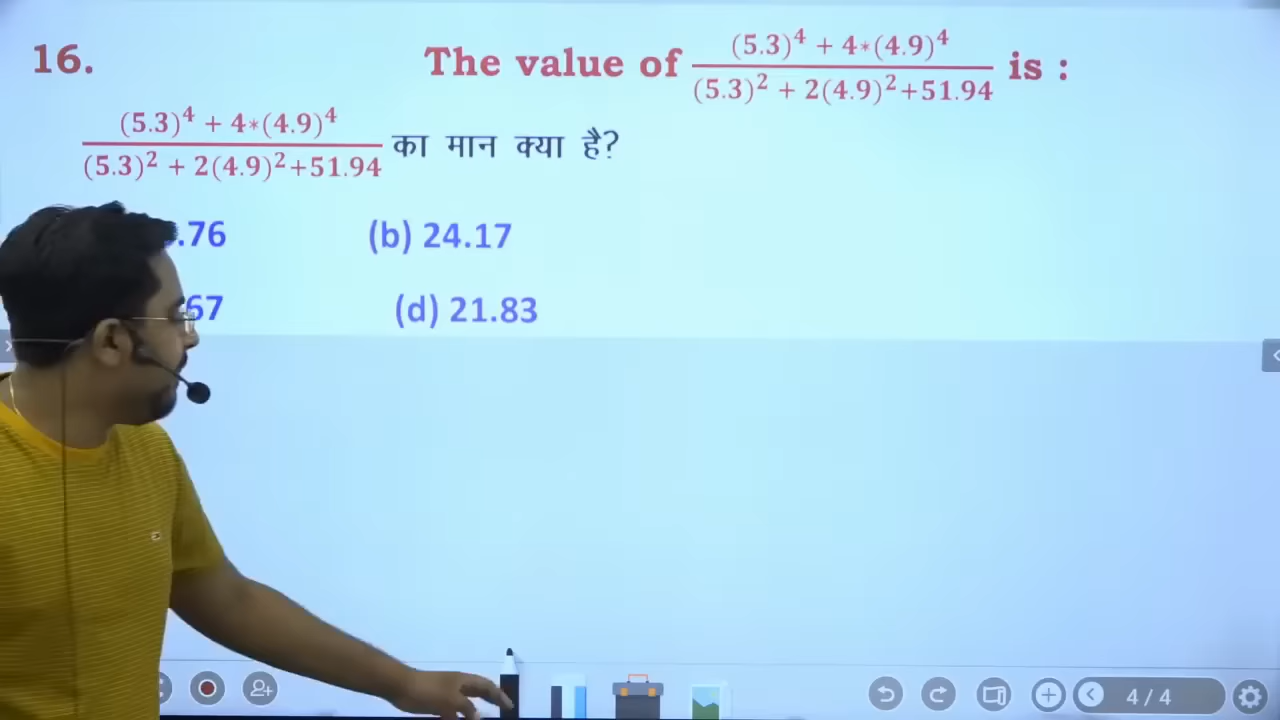 16. The value of \frac{(5.3)^4 + 4*(4.9)^4}{(5.3)^2 + 2(4.9)^2+51.94} is :
\frac{(5.3)^4 + 4*(4.9)^4}{(5.3)^2 + 2(4.9)^2+51.94} का मान क्या है?
.76 (b) 24.17
67 (d) 21.83
4 / 4